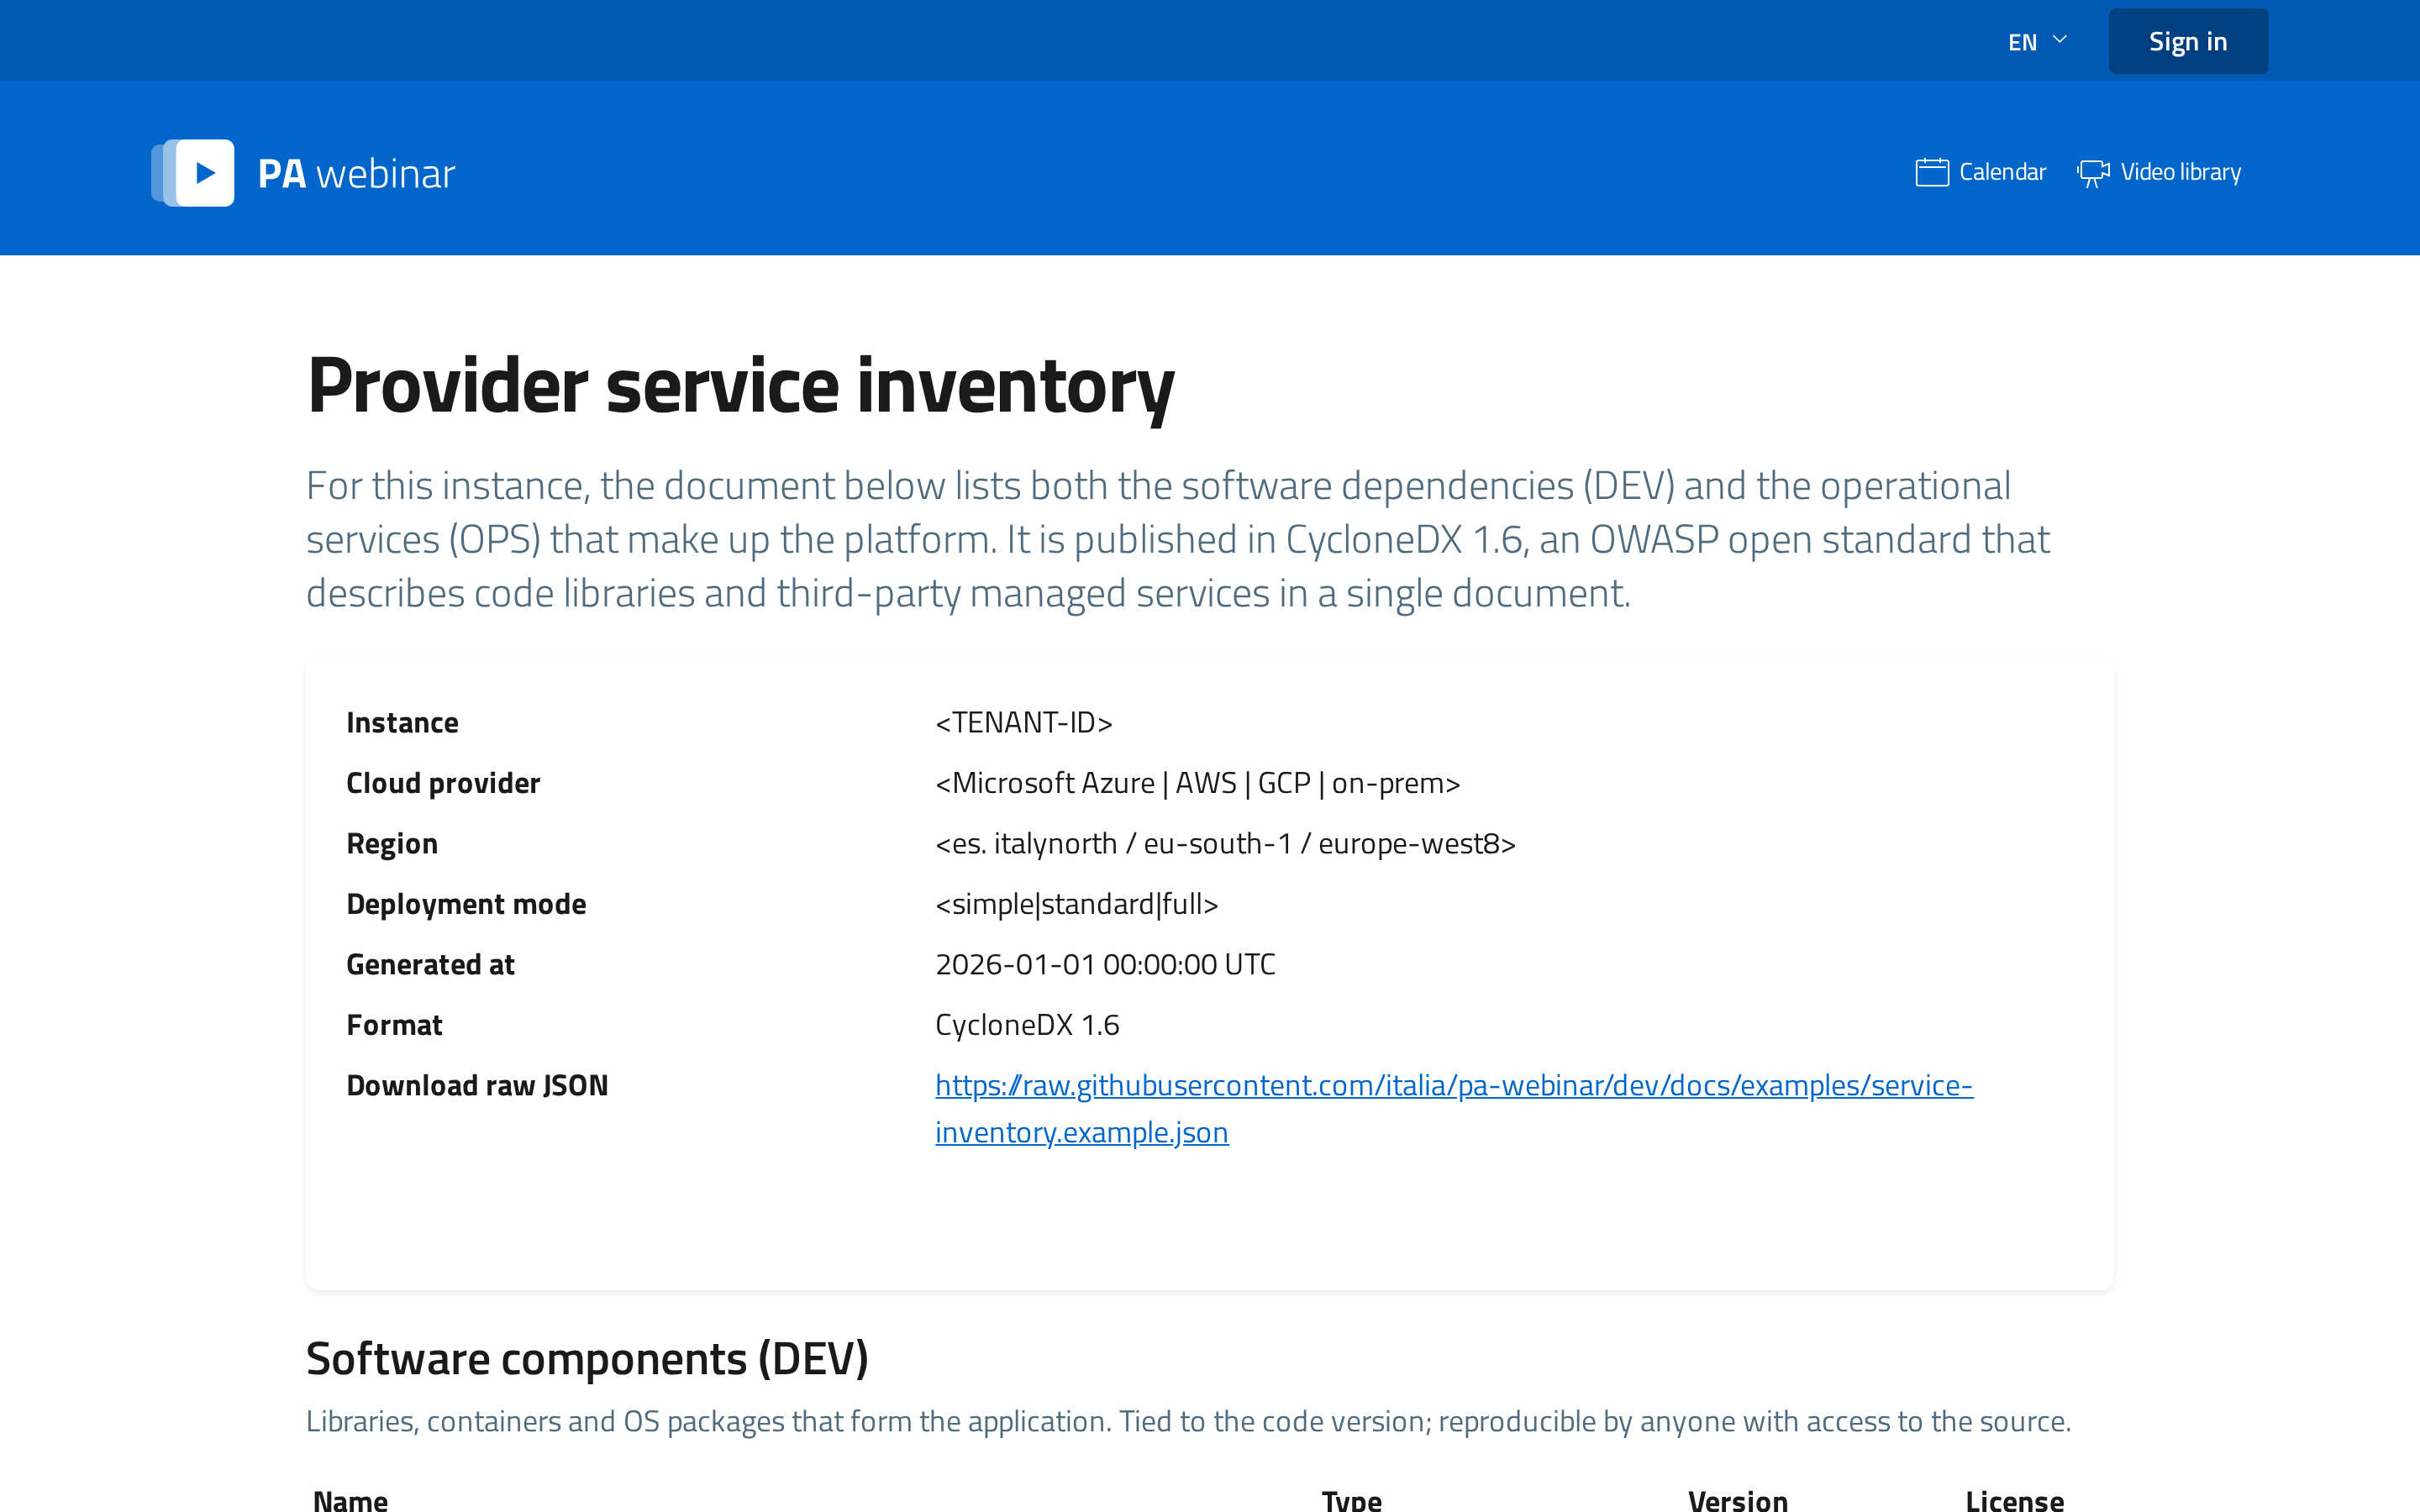 EN
Sign in
PA webinar
Calendar
Video library
Provider service inventory
For this instance, the document below lists both the software dependencies (DEV) and the operational
services (OPS) that make up the platform. It is published in CycloneDX 1.6, an OWASP open standard that
describes code libraries and third-party managed services in a single document.
Instance <TENANT-ID>
Cloud provider <Microsoft Azure | AWS | GCP | on-prem>
Region <es. italynorth / eu-south-1 / europe-west8>
Deployment mode <simple|standard|full>
Generated at 2026-01-01 00:00:00 UTC
Format CycloneDX 1.6
Download raw JSON https://raw.githubusercontent.com/italia/pa-webinar/dev/docs/examples/service-
inventory.example.json
Software components (DEV)
Libraries, containers and OS packages that form the application. Tied to the code version; reproducible by anyone with access to the source.
Name Type Version License